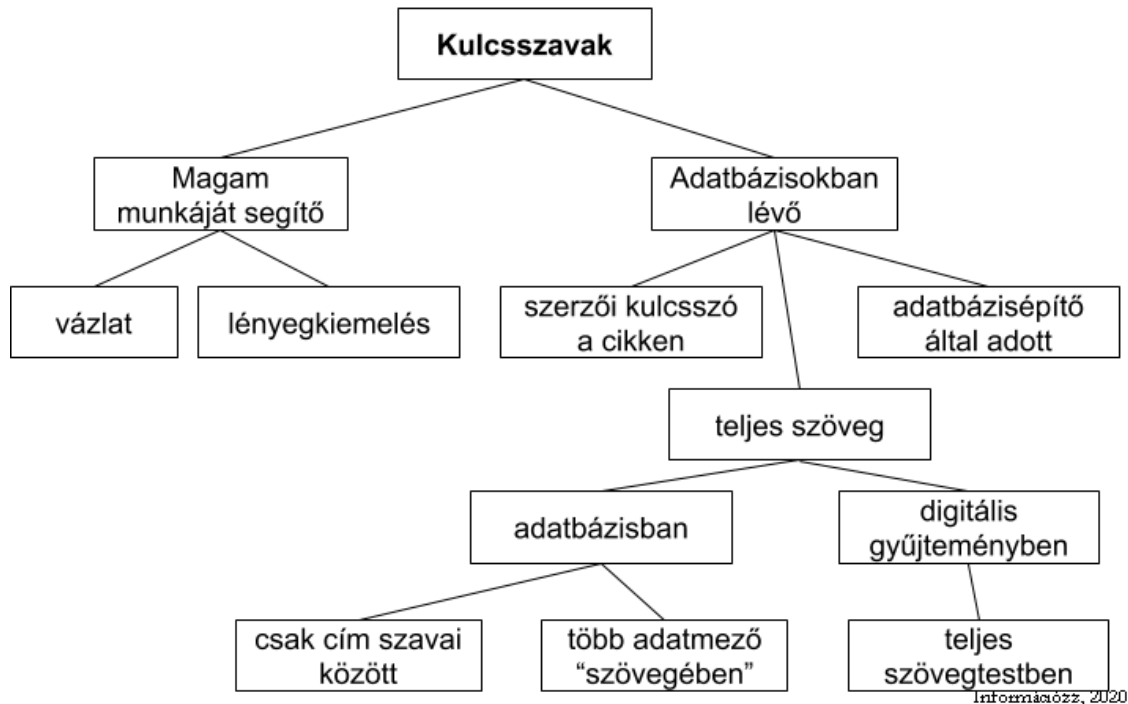 Kulcsszavak
Magam
munkáját segítő
Adatbázisokban
lévő
vázlat
lényegkiemelés
szerzői kulcsszó
a cikken
adatbázisépítő
által adott
teljes szöveg
adatbázisban
digitális
gyűjteményben
csak cím szavai
között
több adatmező
“szövegében”
teljes
szövegtestben
Információzz, 2020